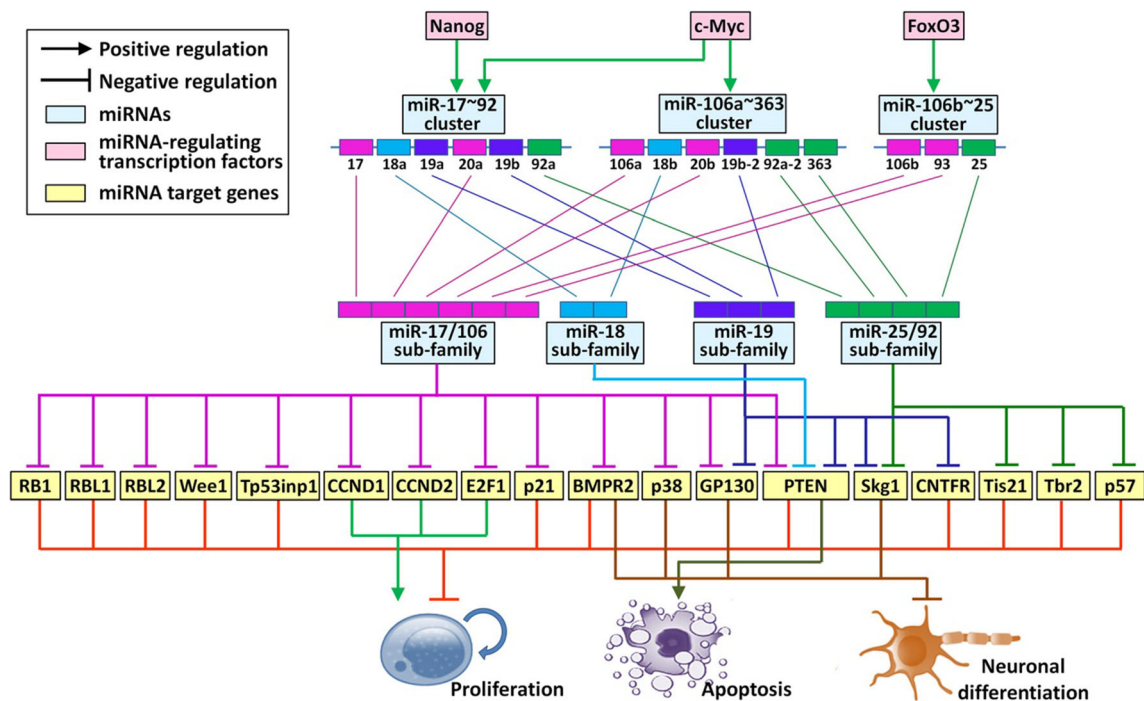 Nanog
c-Myc
FoxO3
Positive regulation
Negative regulation
miRNAs
miRNA-regulating
transcription factors
miRNA target genes
miR-17~92
cluster
miR-106a~363
cluster
miR-106b~25
cluster
17 18a 19a 20a 19b 92a
106a 18b 20b 19b-2 92a-2 363
106b 93 25
miR-17/106
sub-family
miR-18
sub-family
miR-19
sub-family
miR-25/92
sub-family
RB1 RBL1 RBL2 Wee1 Tp53inp1 CCND1 CCND2 E2F1 p21 BMPR2 p38 GP130 PTEN Skg1 CNTFR Tis21 Tbr2 p57
Proliferation
Apoptosis
Neuronal
differentiation